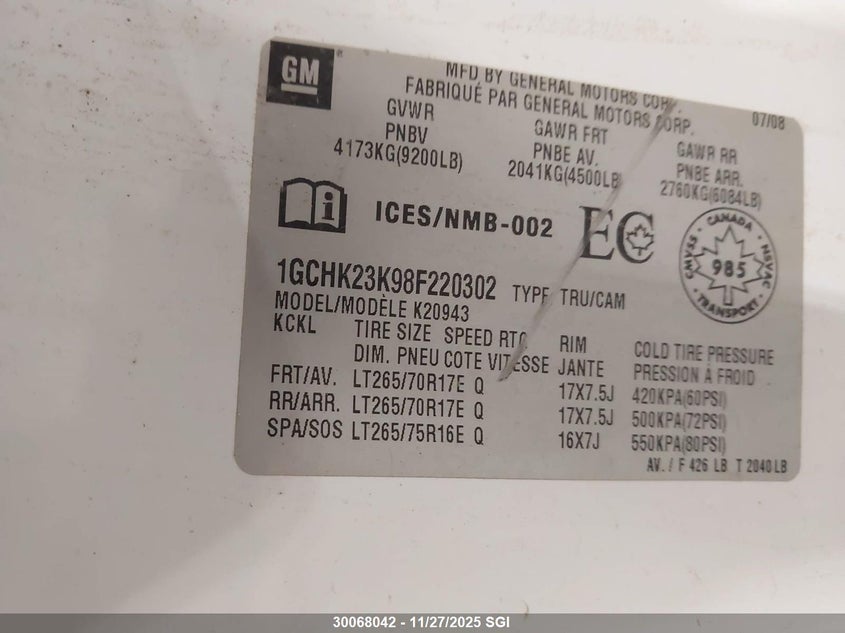 GM ®
MFD BY GENERAL MOTORS CORP.
FABRIQUÉ PAR GENERAL MOTORS CORP.
07/08
GVWR
PNBV
4173KG(9200LB)
GAWR FRT
PNBE AV.
2041KG(4500LB)
GAWR RR
PNBE ARR.
2760KG(6084LB)
i
ICES/NMB-002
EC
CANADA
CMVSS
NSVAC
985
TRANSPORT
1GCHK23K98F220302 TYPE TRU/CAM
MODEL/MODÈLE K20943
KCKL TIRE SIZE SPEED RTG RIM COLD TIRE PRESSURE
DIM. PNEU COTE VITESSE JANTE PRESSION À FROID
FRT/AV. LT265/70R17E Q 17X7.5J 420KPA(60PSI)
RR/ARR. LT265/70R17E Q 17X7.5J 500KPA(72PSI)
SPA/SOS LT265/75R16E Q 16X7J 550KPA(80PSI)
AV. / F 426 LB T 2040 LB
30068042 - 11/27/2025 SGI